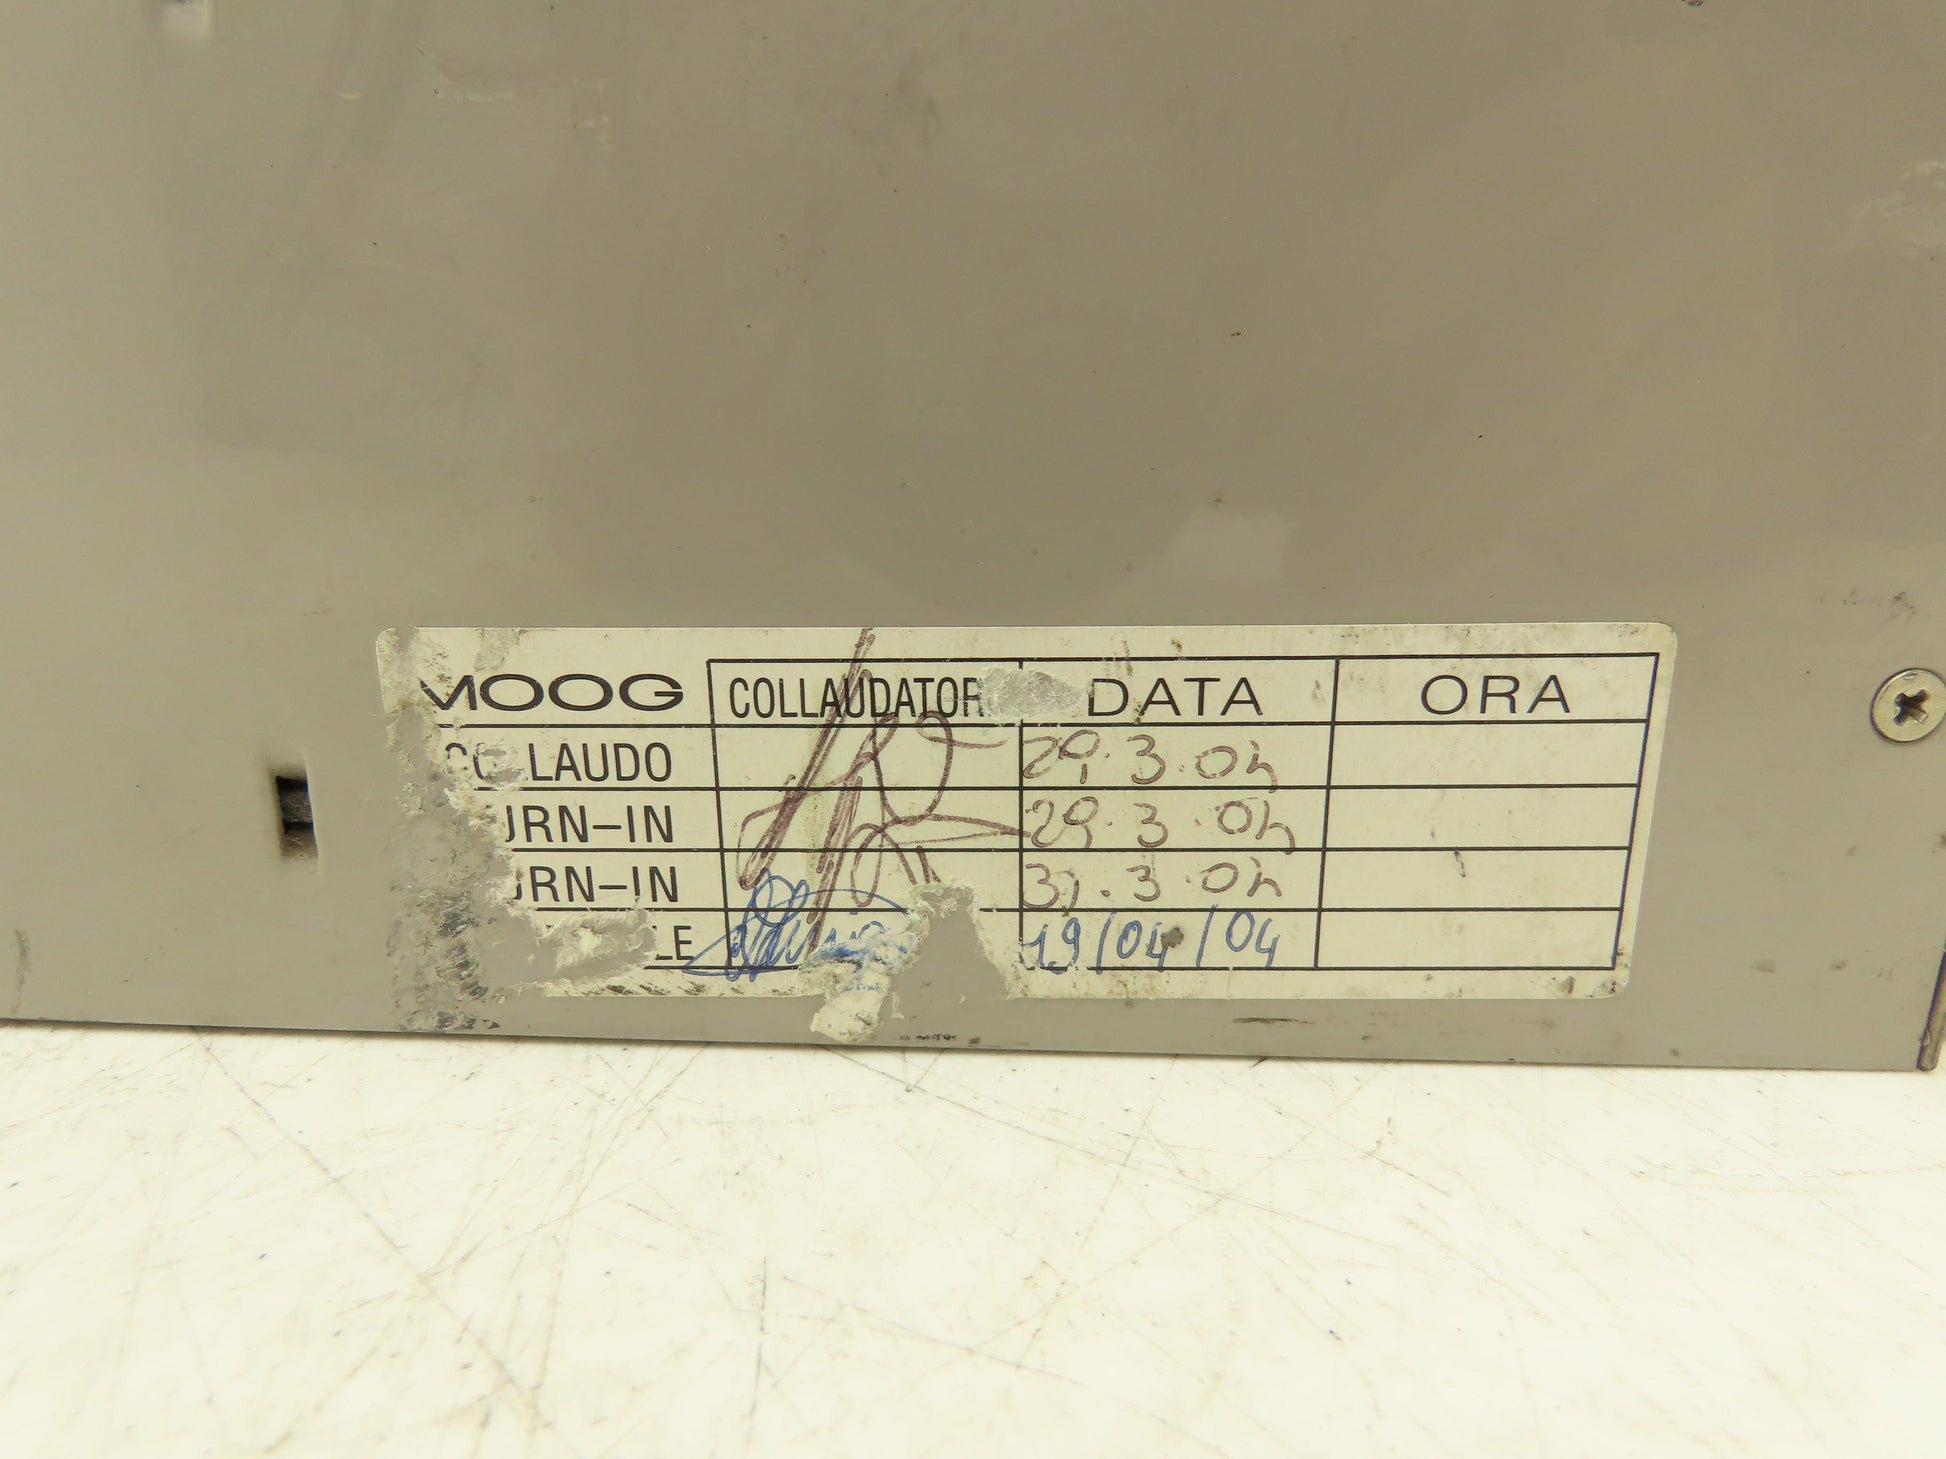 MOOG COLLAUDATOR DATA ORA
COLLAUDO 29.3.04
URN-IN 29.3.04
URN-IN 31.3.04
LE 19/04/04